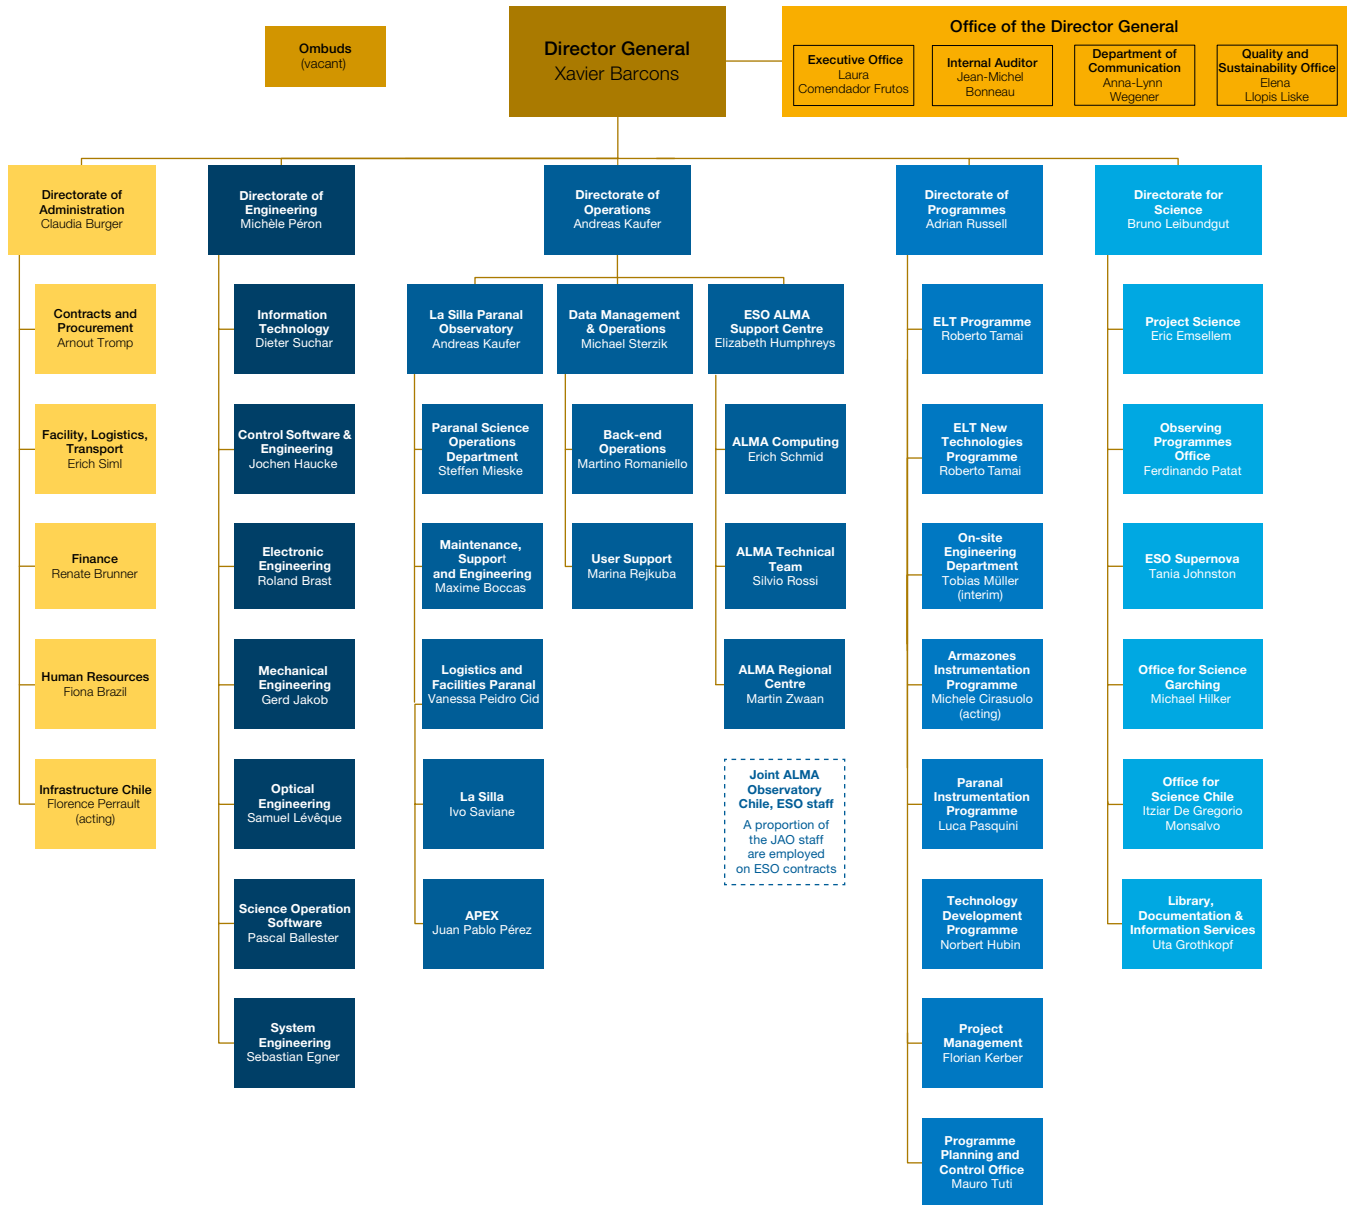 Ombuds
(vacant)
Director General
Xavier Barcons
Office of the Director General
Executive Office
Laura
Comendador Frutos
Internal Auditor
Jean-Michel
Bonneau
Department of
Communication
Anna-Lynn
Wegener
Quality and
Sustainability Office
Elena
Llopis Liske
Directorate of
Administration
Claudia Burger
Directorate of
Engineering
Michèle Péron
Directorate of
Operations
Andreas Kaufer
Directorate of
Programmes
Adrian Russell
Directorate for
Science
Bruno Leibundgut
Contracts and
Procurement
Arnout Tromp
Facility, Logistics,
Transport
Erich Siml
Finance
Renate Brunner
Human Resources
Fiona Brazil
Infrastructure Chile
Florence Perrault
(acting)
Information
Technology
Dieter Suchar
Control Software &
Engineering
Jochen Haucke
Electronic
Engineering
Roland Brast
Mechanical
Engineering
Gerd Jakob
Optical
Engineering
Samuel Lévêque
Science Operation
Software
Pascal Ballester
System
Engineering
Sebastian Egner
La Silla Paranal
Observatory
Andreas Kaufer
Paranal Science
Operations
Department
Steffen Mieske
Maintenance,
Support
and Engineering
Maxime Boccas
Logistics and
Facilities Paranal
Vanessa Peidro Cid
La Silla
Ivo Saviane
APEX
Juan Pablo Pérez
Data Management
& Operations
Michael Sterzik
Back-end
Operations
Martino Romaniello
User Support
Marina Rejkuba
ESO ALMA
Support Centre
Elizabeth Humphreys
ALMA Computing
Erich Schmid
ALMA Technical
Team
Silvio Rossi
ALMA Regional
Centre
Martin Zwaan
Joint ALMA
Observatory
Chile, ESO staff
A proportion of
the JAO staff
are employed
on ESO contracts
ELT Programme
Roberto Tamai
ELT New
Technologies
Programme
Roberto Tamai
On-site
Engineering
Department
Tobias Müller
(interim)
Armazones
Instrumentation
Programme
Michele Cirasuolo
(acting)
Paranal
Instrumentation
Programme
Luca Pasquini
Technology
Development
Programme
Norbert Hubin
Project
Management
Florian Kerber
Programme
Planning and
Control Office
Mauro Tuti
Project Science
Eric Emsellem
Observing
Programmes
Office
Ferdinando Patat
ESO Supernova
Tania Johnston
Office for Science
Garching
Michael Hilker
Office for
Science Chile
Itziar De Gregorio
Monsalvo
Library,
Documentation &
Information Services
Uta Grothkopf